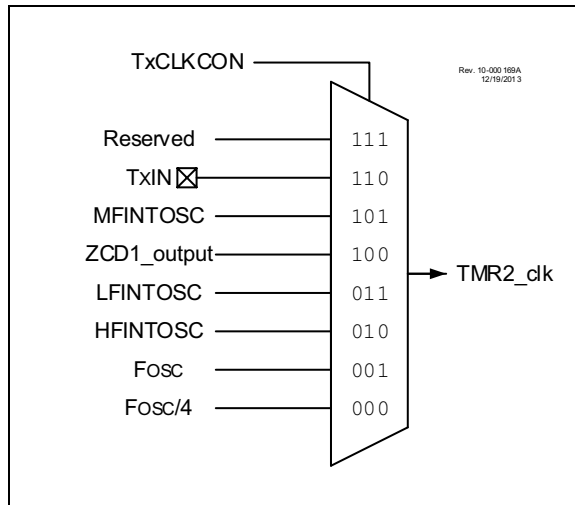 TxCLKCON
Rev. 10-000 169A
12/19/2013
Reserved 111
TxIN 110
MFINTOSC 101
ZCD1_output 100
TMR2_clk
LFINTOSC 011
HFINTOSC 010
FOSC 001
FOSC/4 000